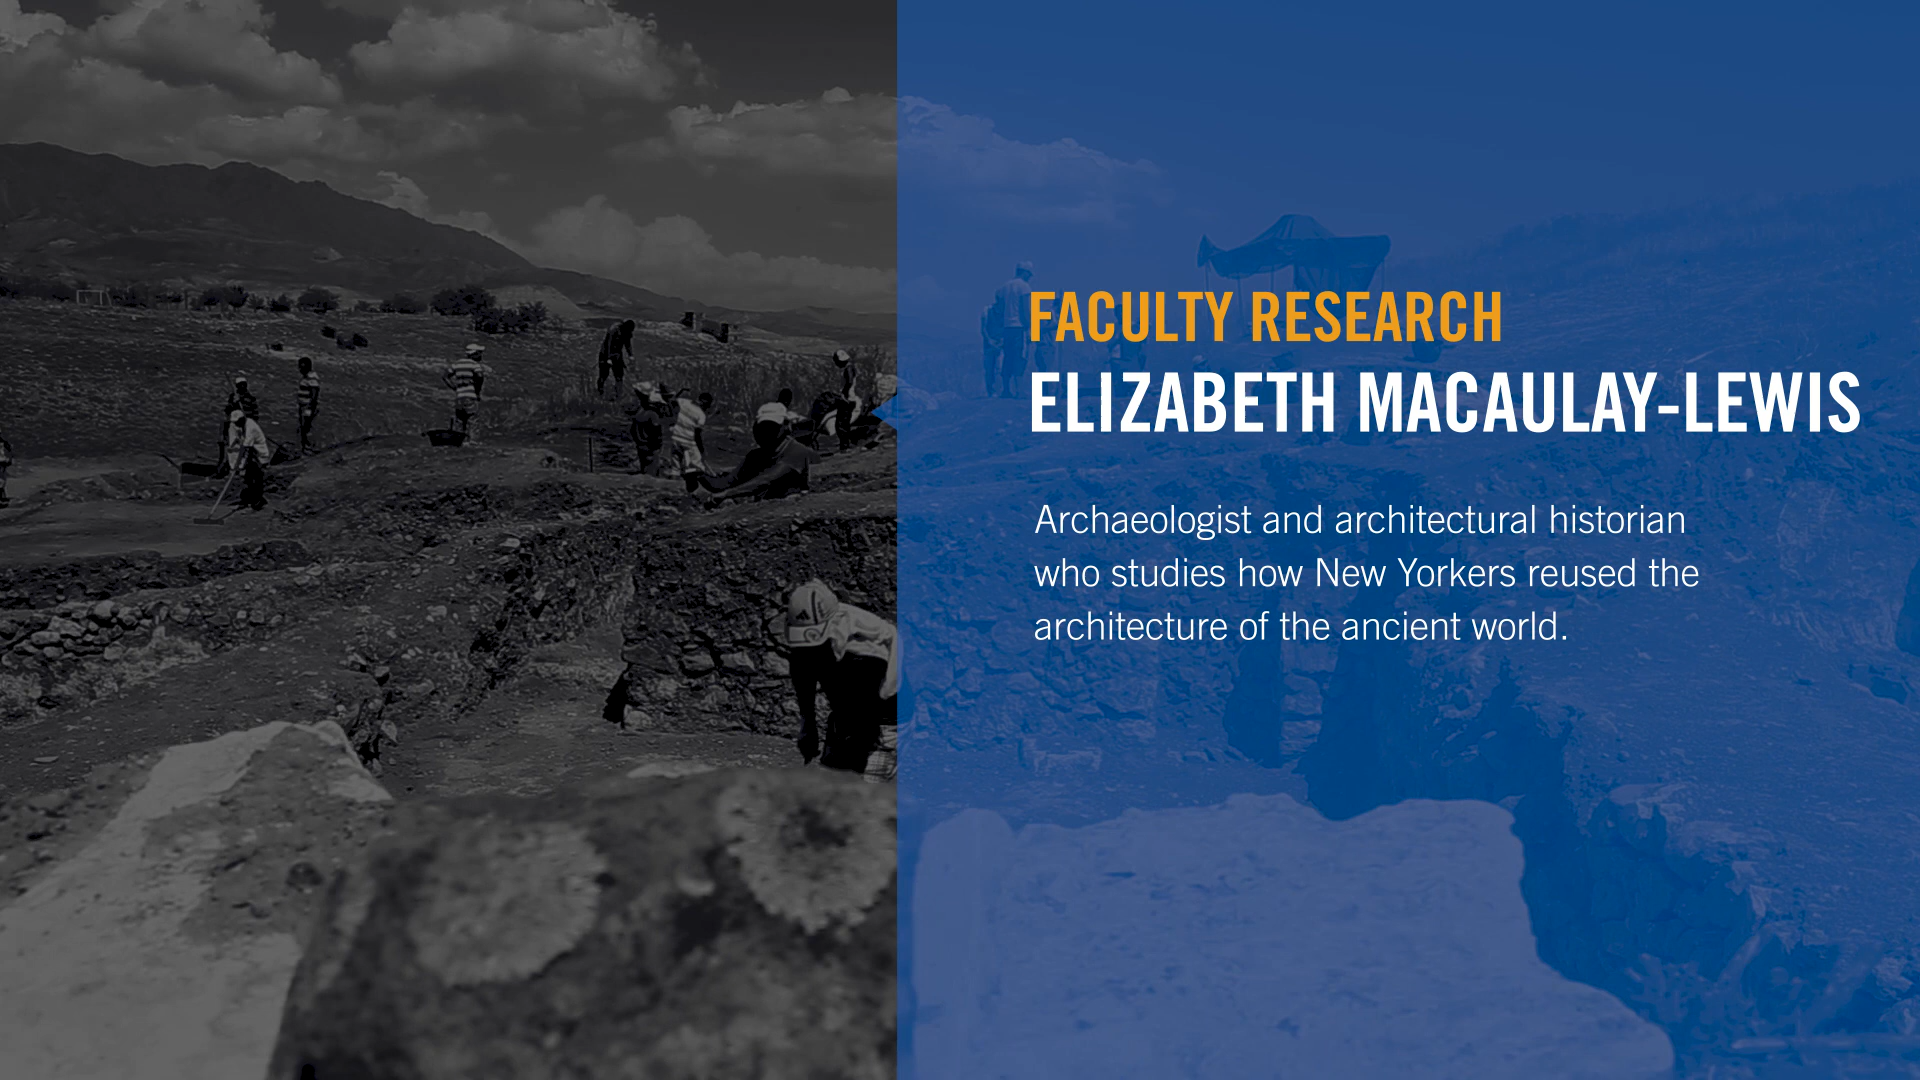 FACULTY RESEARCH
ELIZABETH MACAULAY-LEWIS
Archaeologist and architectural historian
who studies how New Yorkers reused the
architecture of the ancient world.